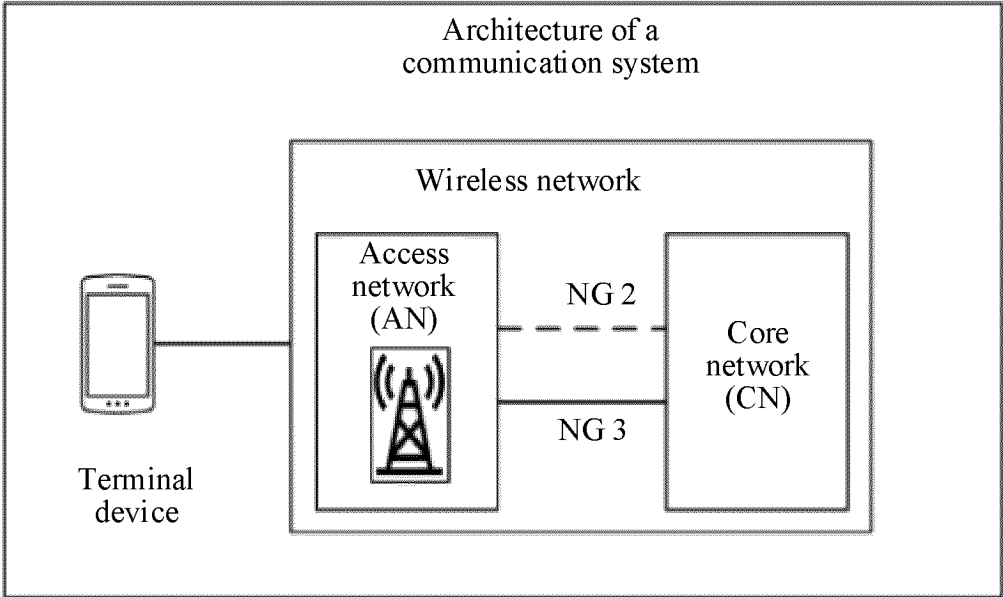 Architecture of a
communication system
Wireless network
Access
network
(AN)
NG 2
Core
network
(CN)
NG 3
Terminal
device